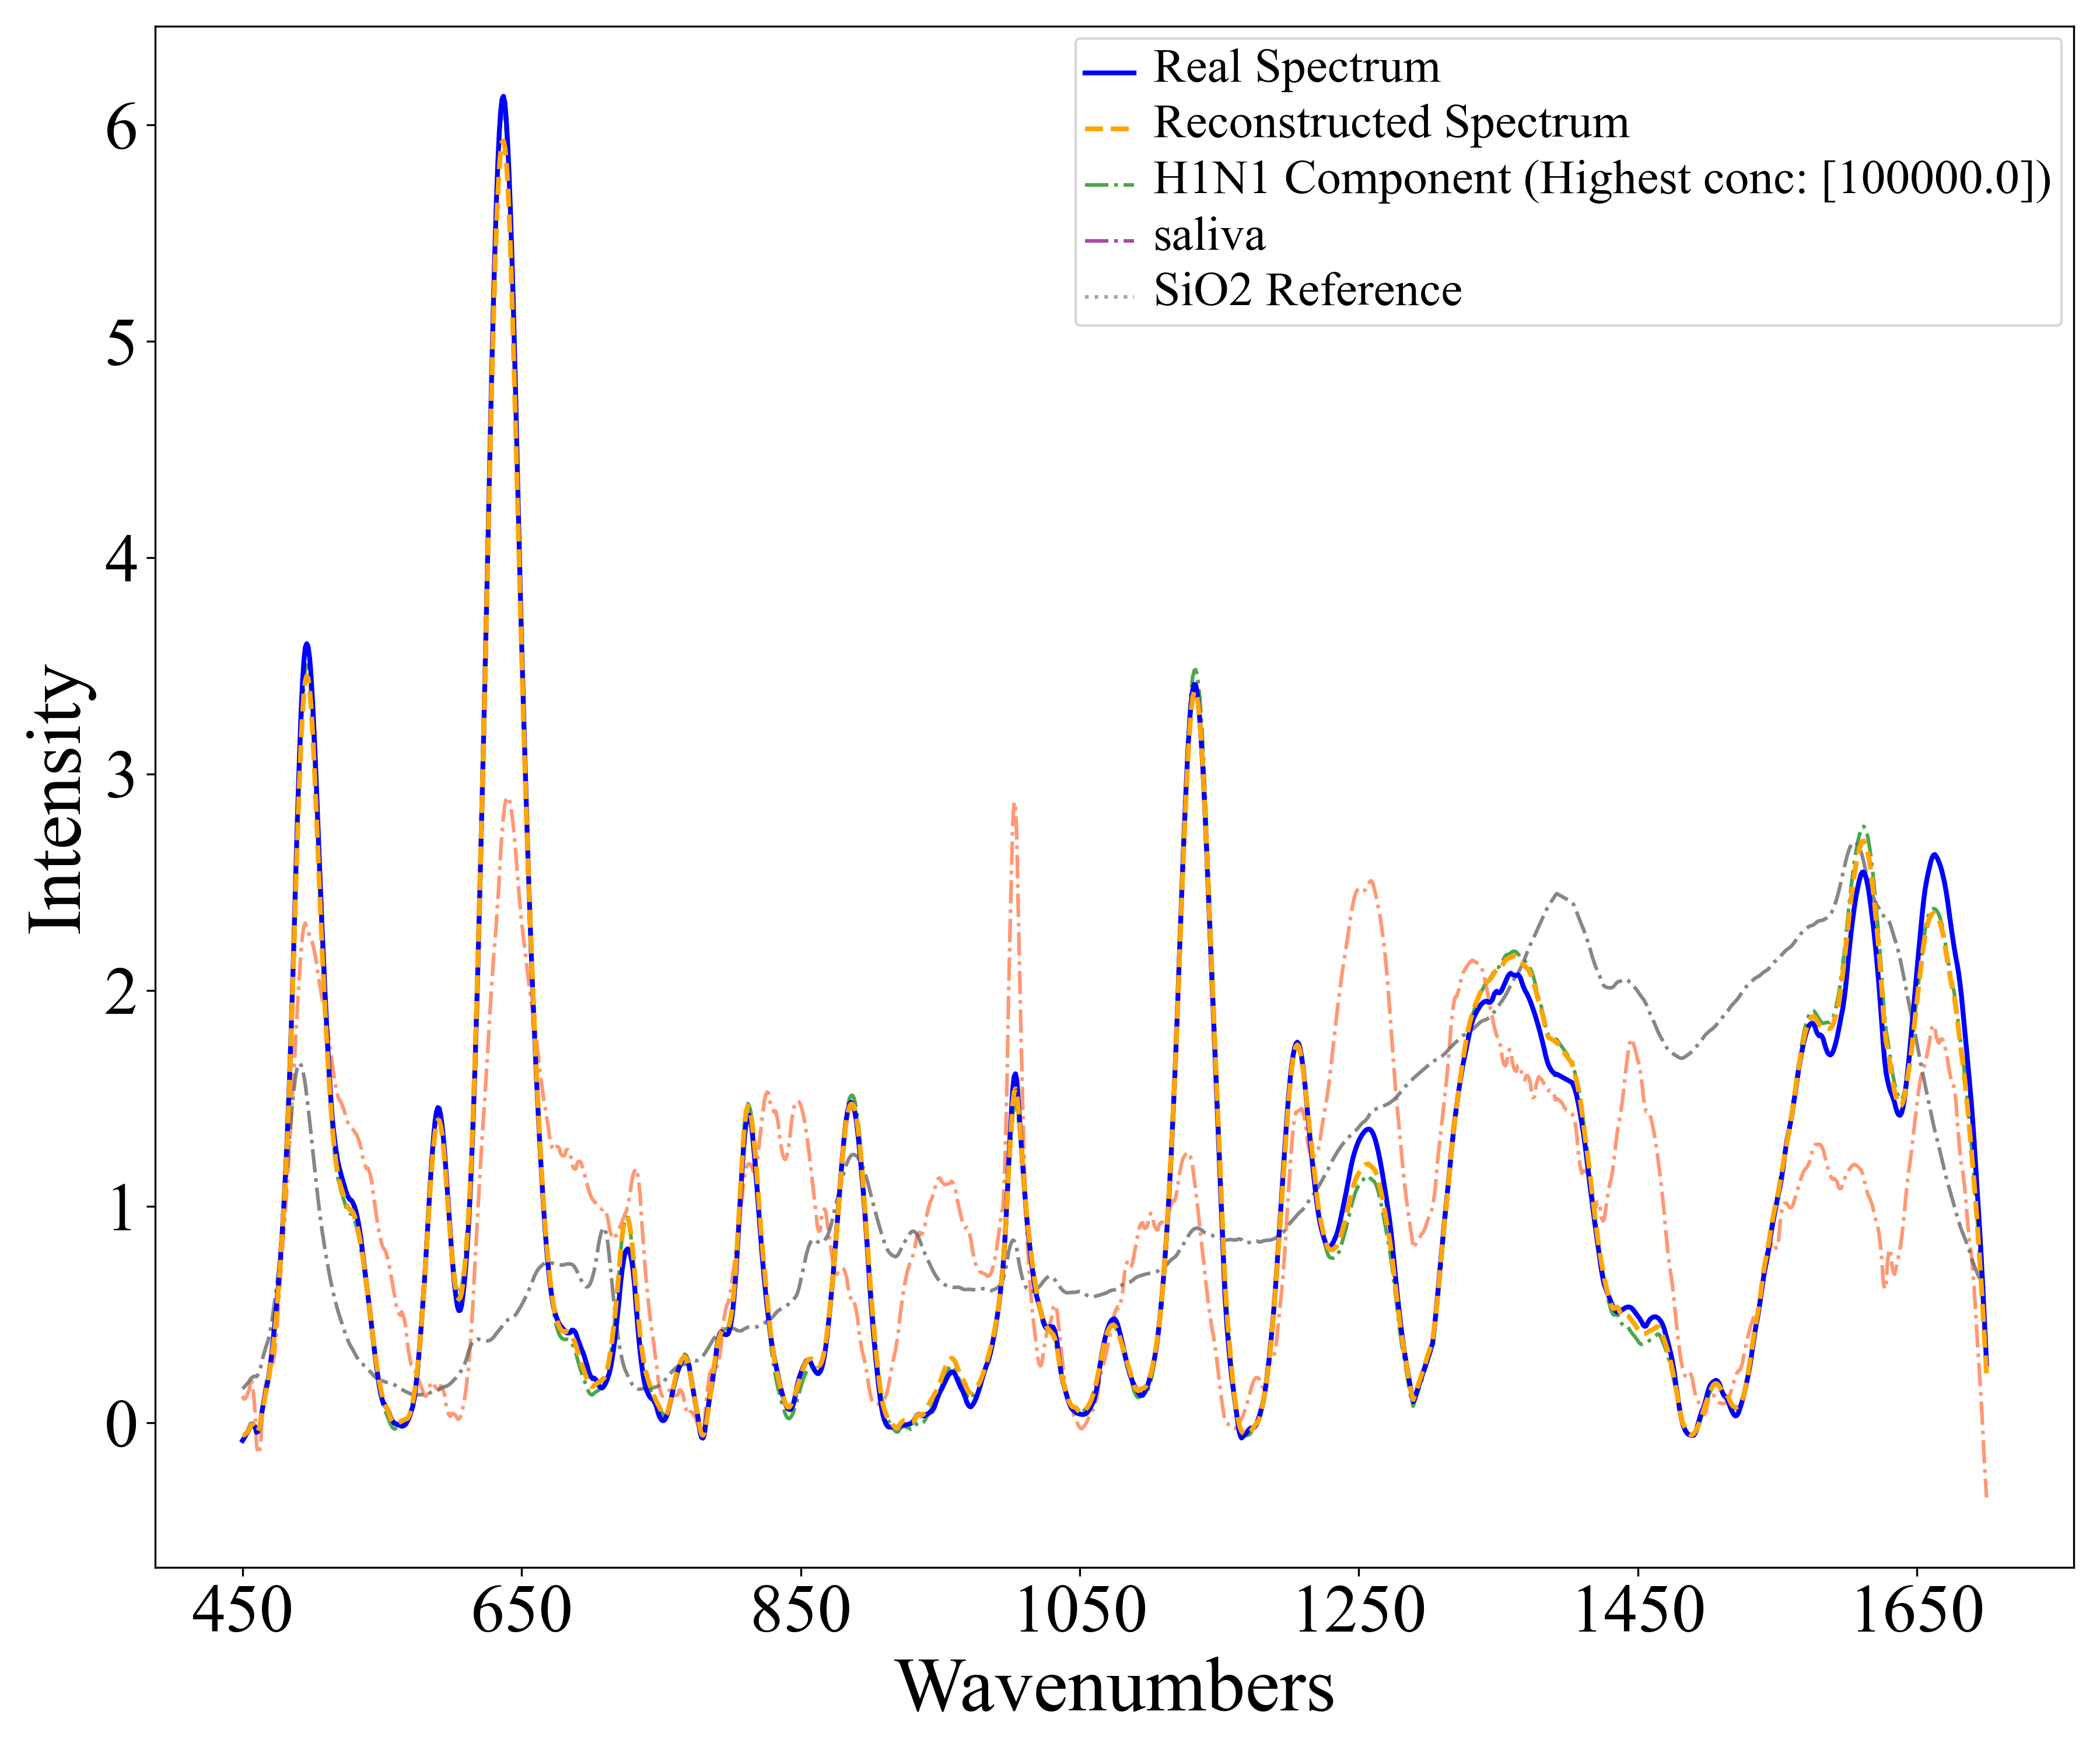 Real Spectrum
Reconstructed Spectrum
H1N1 Component (Highest conc: [100000.0])
saliva
SiO2 Reference
6
5
4
3
2
1
0
Intensity
450 650 850 1050 1250 1450 1650
Wavenumbers